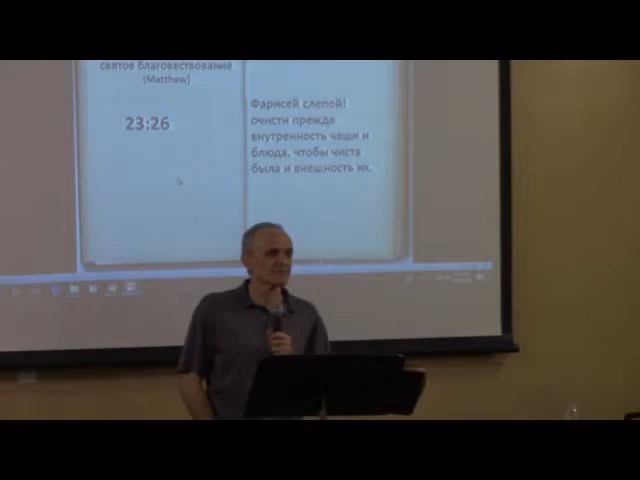 святое благовествование
(Matthew)
23:26
Фарисей слепой!
очисти прежде
внутренность чаши и
блюда, чтобы чиста
была и внешность их.